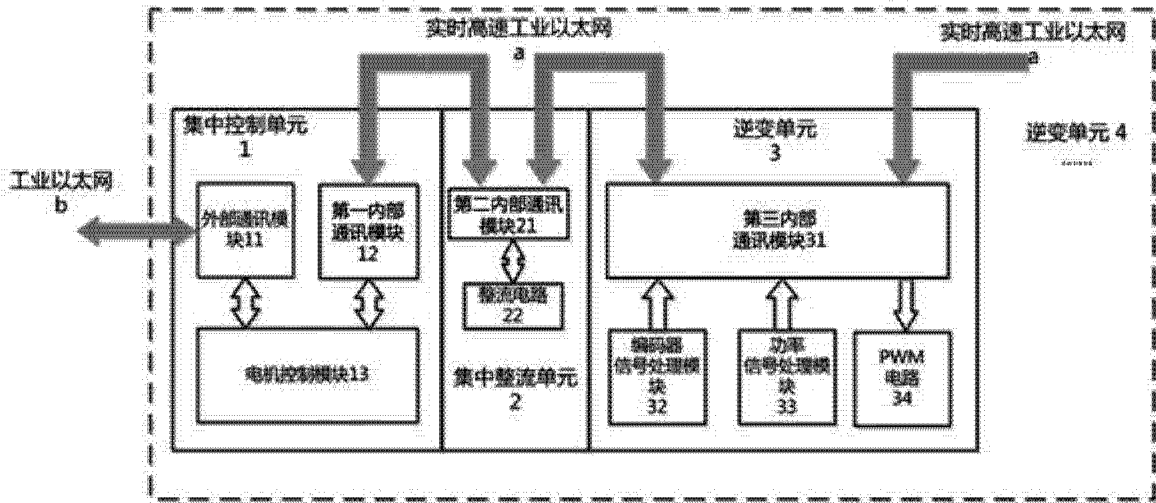 实时高速工业以太网
a
实时高速工业以太网
a
集中控制单元
1
逆变单元
3
逆变单元 4
……
工业以太网
b
外部通讯模
块11
第一内部
通讯模块
12
第二内部通讯
模块21
第三内部
通讯模块31
整流电路
22
电机控制模块13
集中整流单元
2
编码器
信号处理模
块
32
功率
信号处理模
块
33
PWM
电路
34